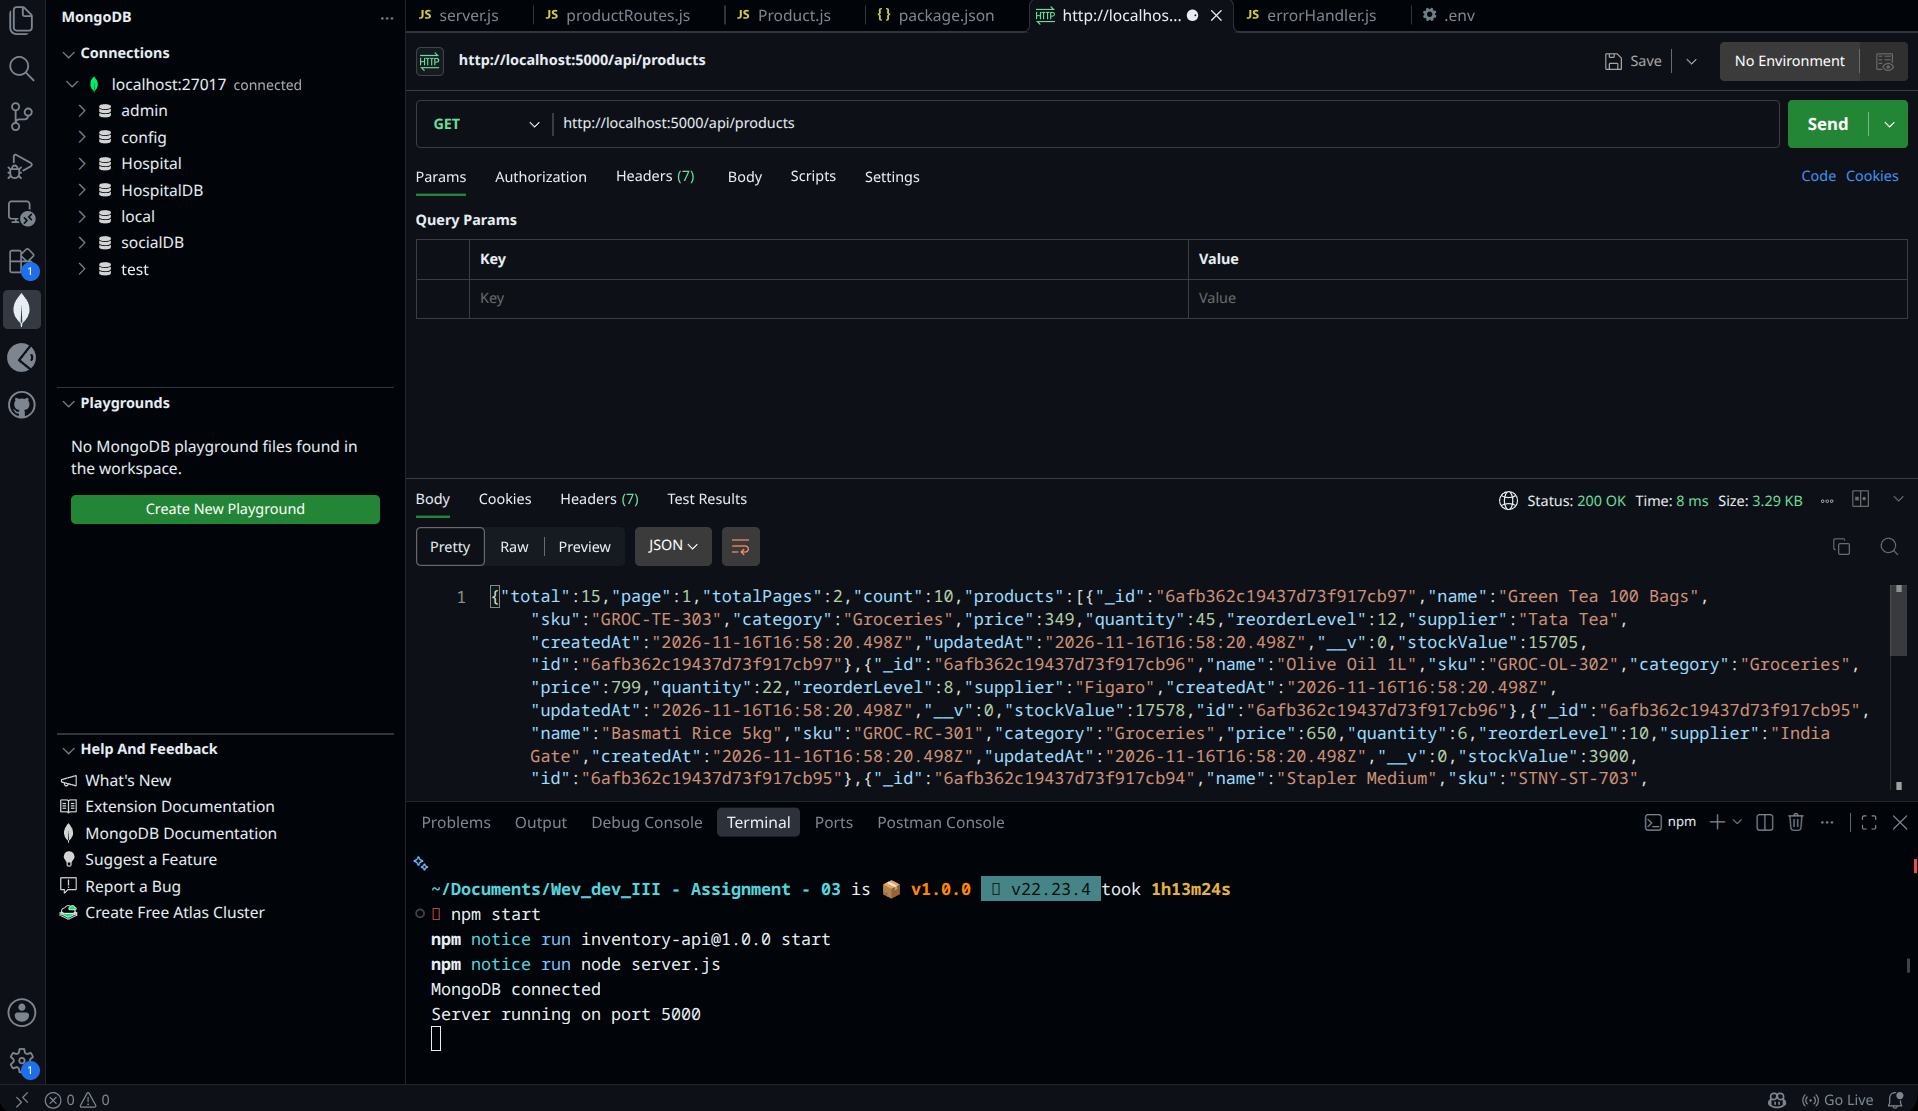 MongoDB
Connections
localhost:27017 connected
admin
config
Hospital
HospitalDB
local
socialDB
test
Playgrounds
No MongoDB playground files found in
the workspace.
Create New Playground
Help And Feedback
What's New
Extension Documentation
MongoDB Documentation
Suggest a Feature
Report a Bug
Create Free Atlas Cluster
1
1
JS server.js
JS productRoutes.js
JS Product.js
{} package.json
HTTP http://localhos...
JS errorHandler.js
.env
HTTP http://localhost:5000/api/products
Save
No Environment
GET http://localhost:5000/api/products
Send
Params Authorization Headers (7) Body Scripts Settings
Code Cookies
Query Params
Key Value
Key Value
Body Cookies Headers (7) Test Results
Status: 200 OK Time: 8 ms Size: 3.29 KB
Pretty Raw Preview JSON
1 {"total":15,"page":1,"totalPages":2,"count":10,"products":[{"_id":"6afb362c19437d73f917cb97","name":"Green Tea 100 Bags",
"sku":"GROC-TE-303","category":"Groceries","price":349,"quantity":45,"reorderLevel":12,"supplier":"Tata Tea",
"createdAt":"2026-11-16T16:58:20.498Z","updatedAt":"2026-11-16T16:58:20.498Z","__v":0,"stockValue":15705,
"id":"6afb362c19437d73f917cb97"},{"_id":"6afb362c19437d73f917cb96","name":"Olive Oil 1L","sku":"GROC-OL-302","category":"Groceries",
"price":799,"quantity":22,"reorderLevel":8,"supplier":"Figaro","createdAt":"2026-11-16T16:58:20.498Z",
"updatedAt":"2026-11-16T16:58:20.498Z","__v":0,"stockValue":17578,"id":"6afb362c19437d73f917cb96"},{"_id":"6afb362c19437d73f917cb95",
"name":"Basmati Rice 5kg","sku":"GROC-RC-301","category":"Groceries","price":650,"quantity":6,"reorderLevel":10,"supplier":"India
Gate","createdAt":"2026-11-16T16:58:20.498Z","updatedAt":"2026-11-16T16:58:20.498Z","__v":0,"stockValue":3900,
"id":"6afb362c19437d73f917cb95"},{"_id":"6afb362c19437d73f917cb94","name":"Stapler Medium","sku":"STNY-ST-703",
Problems Output Debug Console Terminal Ports Postman Console
npm
~/Documents/Wev_dev_III - Assignment - 03 is 📦 v1.0.0 v22.23.4 took 1h13m24s
npm start
npm notice run inventory-api@1.0.0 start
npm notice run node server.js
MongoDB connected
Server running on port 5000
0 0
Go Live